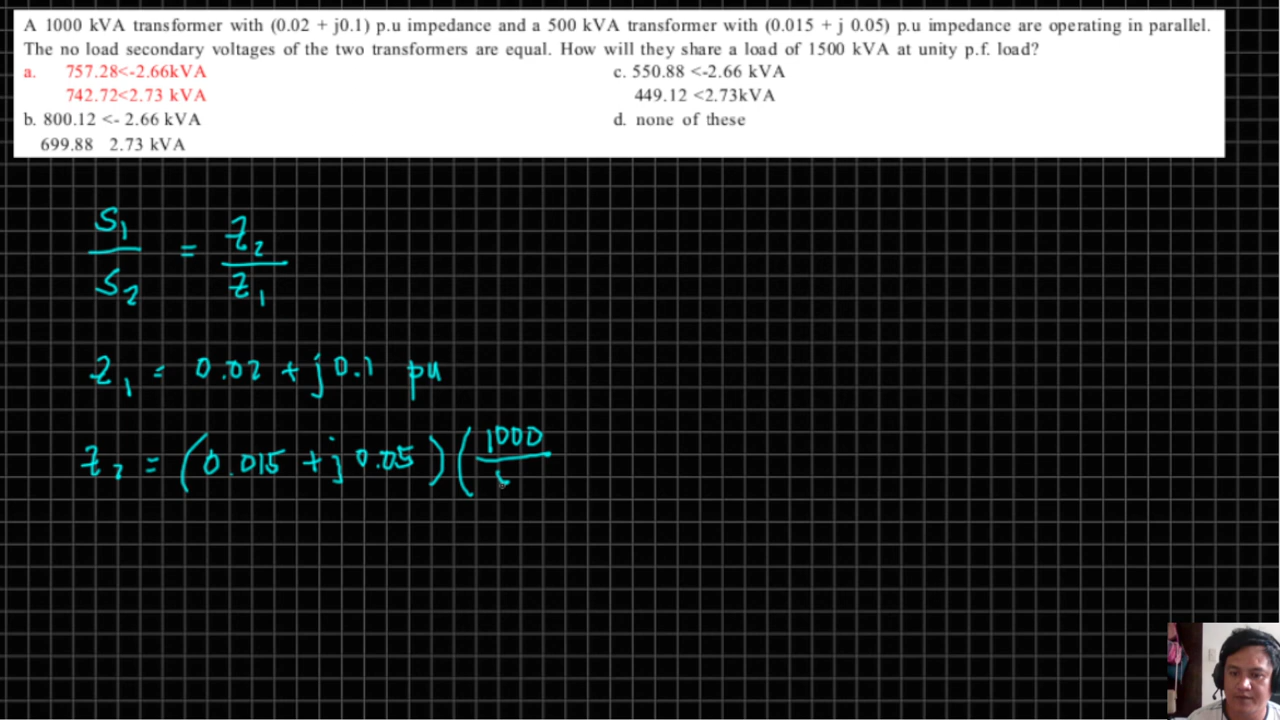 A 1000 kVA transformer with (0.02 + j0.1) p.u impedance and a 500 kVA transformer with (0.015 + j 0.05) p.u impedance are operating in parallel.
The no load secondary voltages of the two transformers are equal. How will they share a load of 1500 kVA at unity p.f. load?
a. 757.28<-2.66kVA
742.72<2.73 kVA
b. 800.12 <- 2.66 kVA
699.88 2.73 kVA
c. 550.88 <-2.66 kVA
449.12 <2.73kVA
d. none of these
S1/S2 = Z2/Z1
Z1 = 0.02 + j0.1 pu
Z2 = (0.015 + j0.05)(1000/